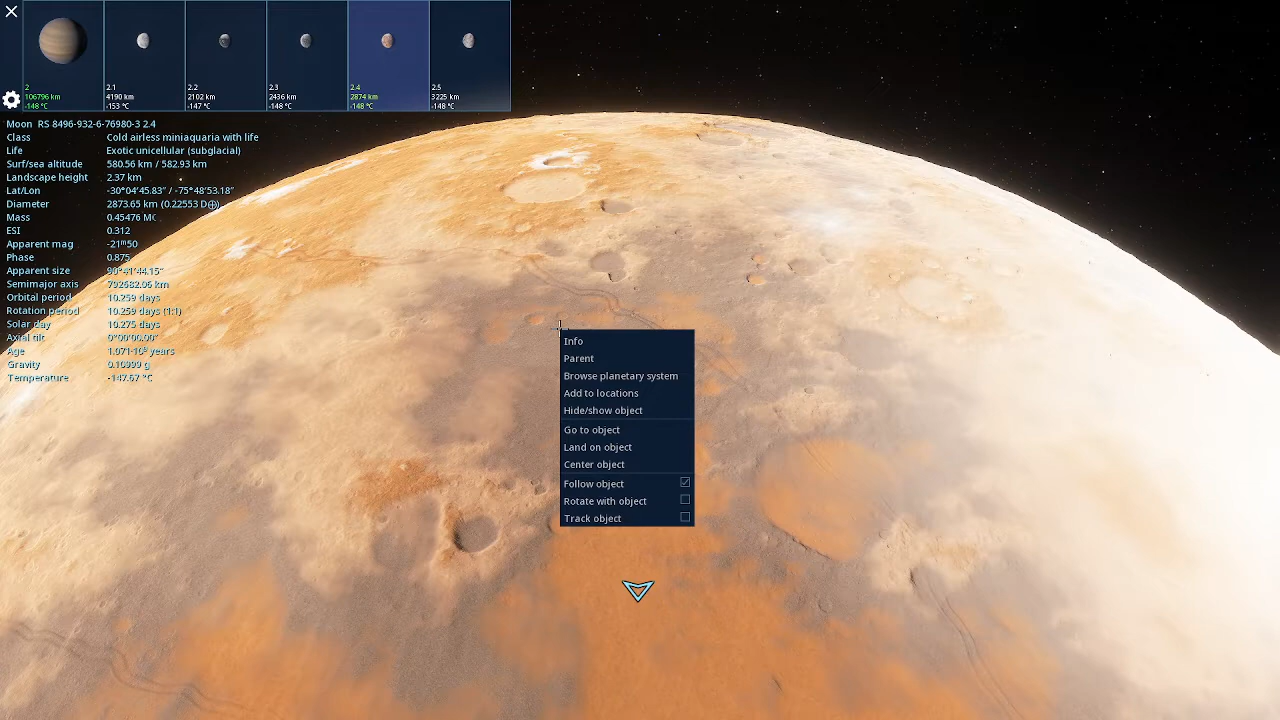 2
106796 km
-148 °C
2.1
4190 km
-153 °C
2.2
2102 km
-147 °C
2.3
2436 km
-148 °C
2.4
2874 km
-148 °C
2.5
3225 km
-148 °C
Moon RS 8496-932-6-76980-3 2.4
Class Cold airless miniaquaria with life
Life Exotic unicellular (subglacial)
Surf/sea altitude 580.56 km / 582.93 km
Landscape height 2.37 km
Lat/Lon -30°04'45.83" / -75°48'53.18"
Diameter 2873.65 km (0.22553 D⊕)
Mass 0.45476 M☾
ESI 0.312
Apparent mag -21ᵐ50
Phase 0.875
Apparent size 90°41'44.15"
Semimajor axis 792682.06 km
Orbital period 10.259 days
Rotation period 10.259 days (1:1)
Solar day 10.275 days
Axial tilt 0°00'00.00"
Age years
Gravity g
Temperature -147.67 °C
Info
Parent
Browse planetary system
Add to locations
Hide/show object
Go to object
Land on object
Center object
Follow object
Rotate with object
Track object